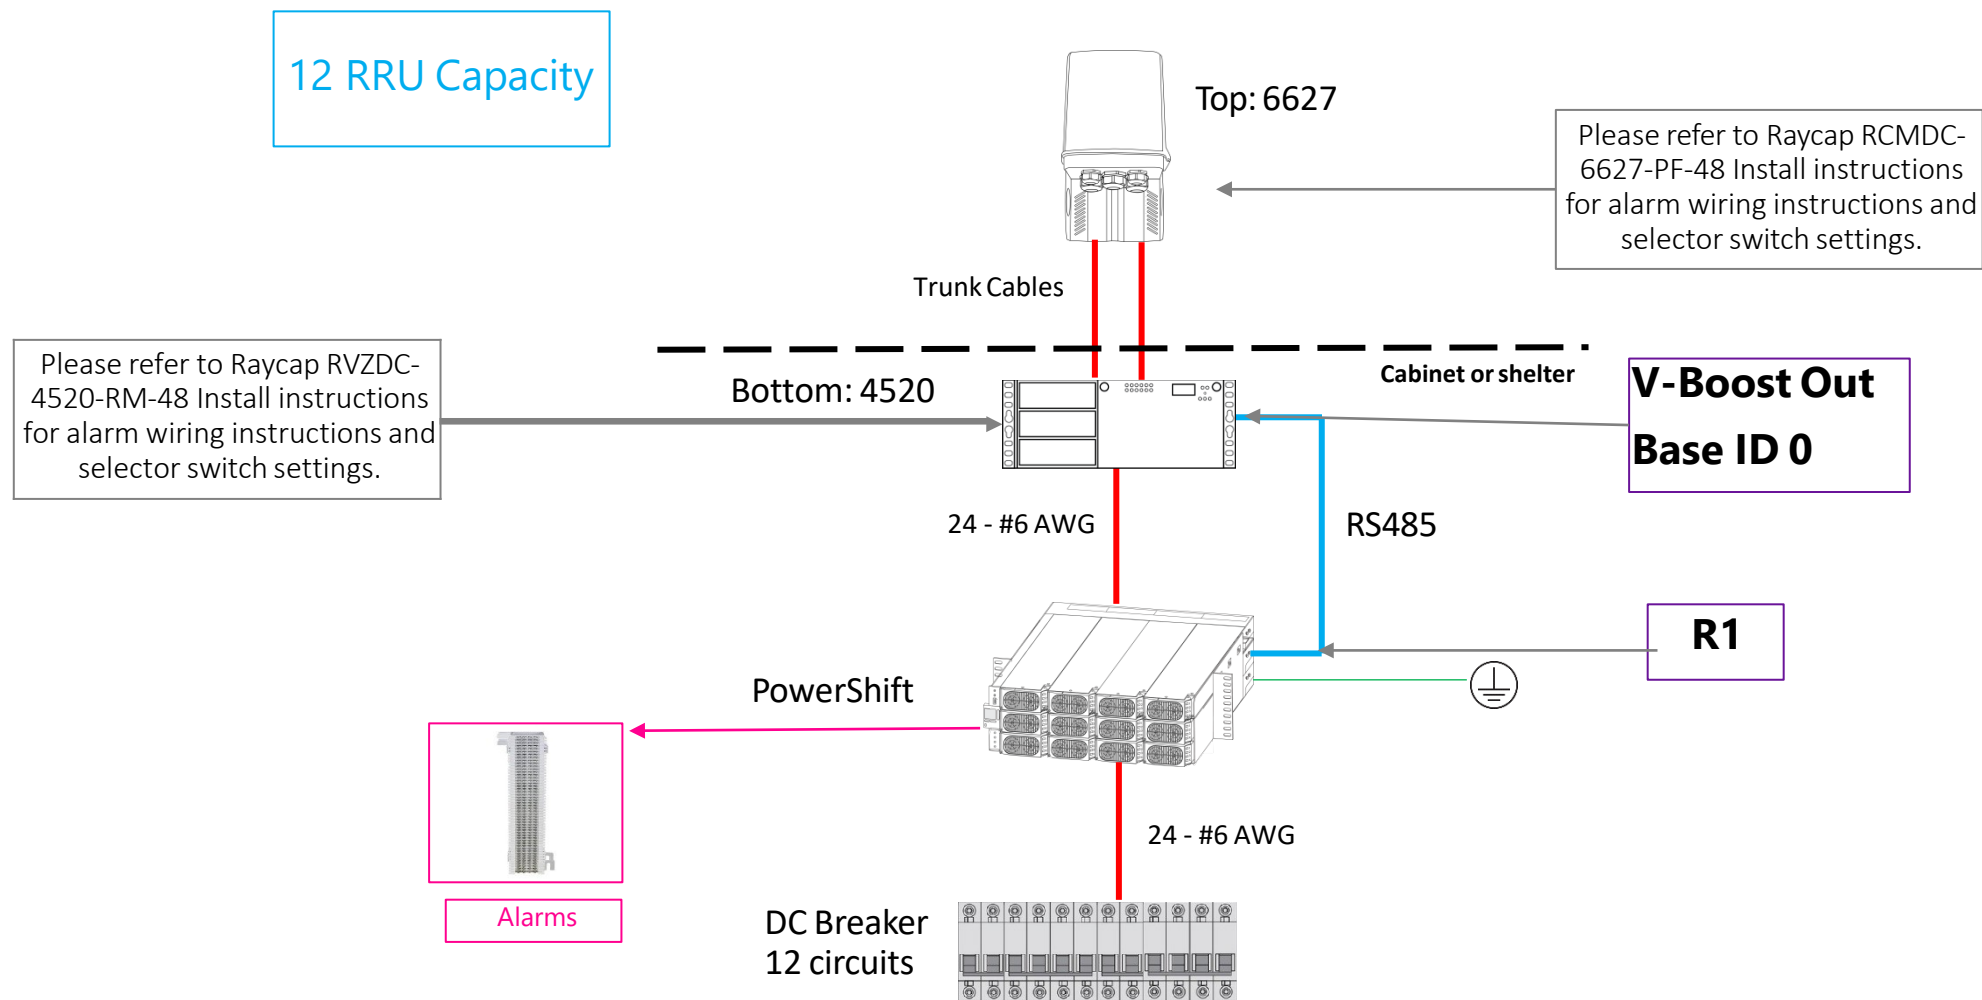 12 RRU Capacity
Top: 6627
Please refer to Raycap RCMDC-
6627-PF-48 Install instructions
for alarm wiring instructions and
selector switch settings.
Trunk Cables
Please refer to Raycap RVZDC-
4520-RM-48 Install instructions
for alarm wiring instructions and
selector switch settings.
Bottom: 4520
Cabinet or shelter
V-Boost Out
Base ID 0
24 - #6 AWG
RS485
R1
PowerShift
24 - #6 AWG
Alarms
DC Breaker
12 circuits